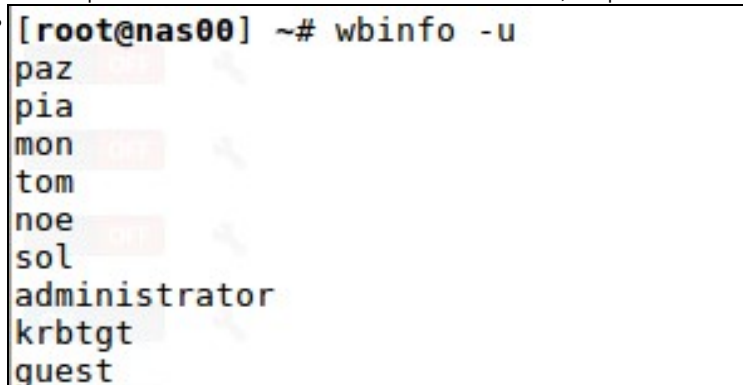 [root@nas00] ~# wbinfo -u
paz
pia
mon
tom
noe
sol
administrator
krbtgt
guest